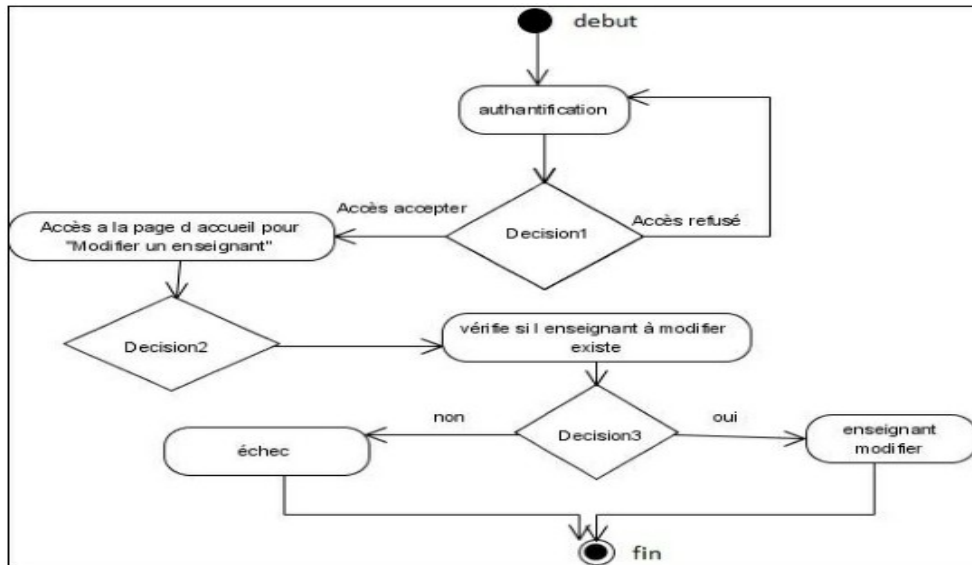 debut
authantification
Accès accepter
Decision1
Accès refusé
Accès a la page d accueil pour
"Modifier un enseignant"
Decision2
vérifie si l enseignant à modifier
existe
non
Decision3
oui
échec
enseignant
modifier
fin